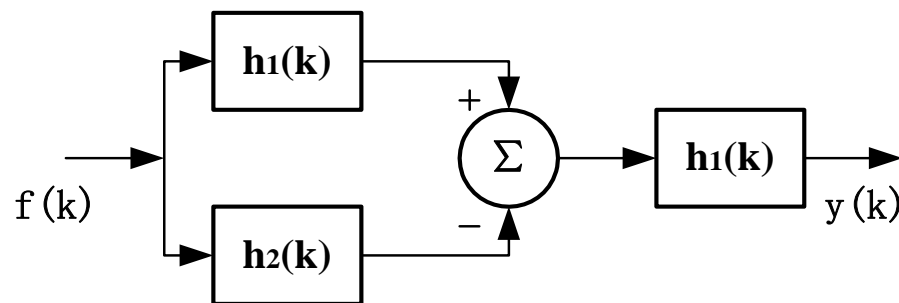 h1(k)
+
Σ
h1(k)
f(k)
y(k)
−
h2(k)